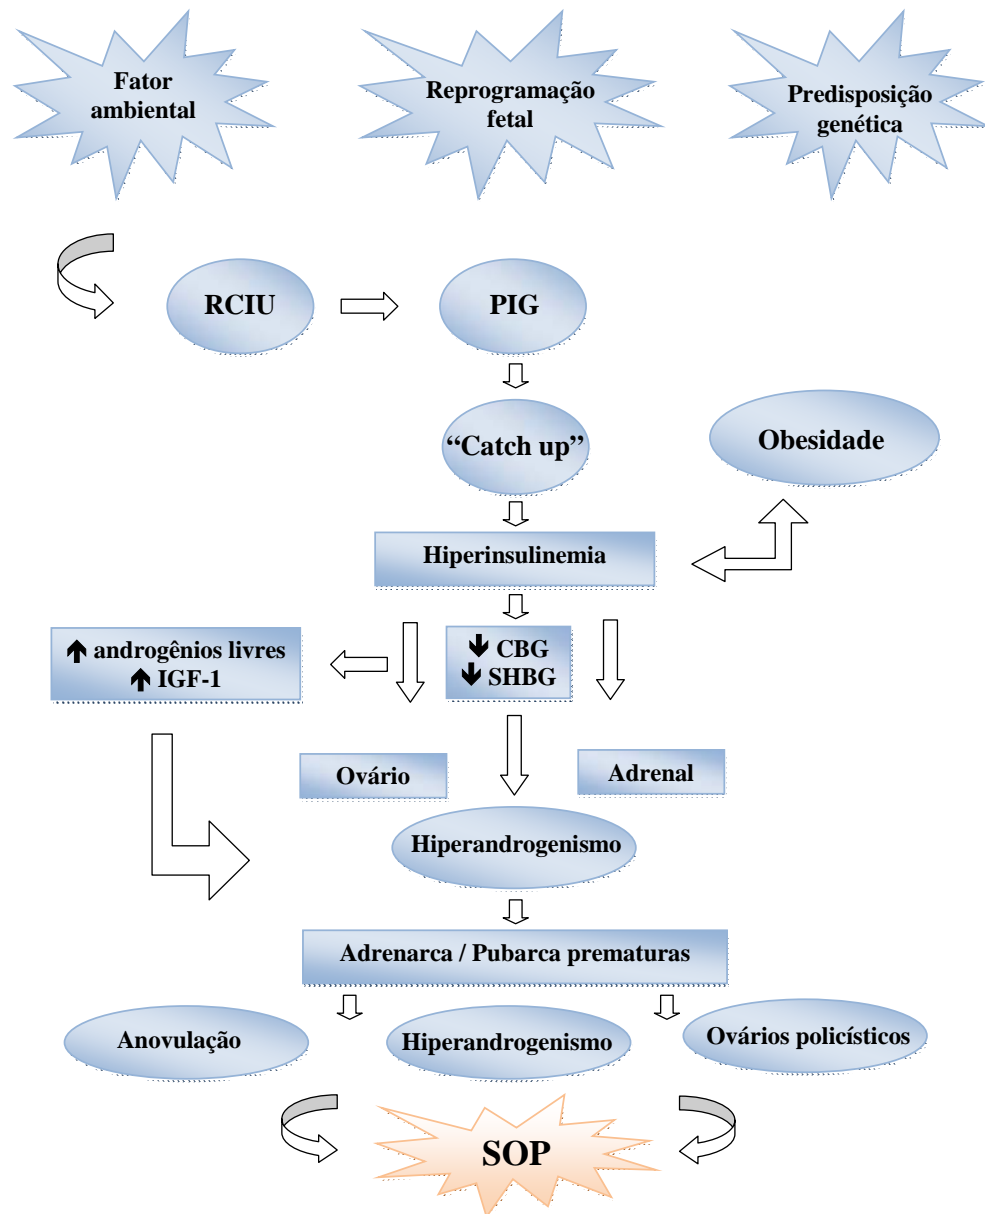 Fator
ambiental
Reprogramação
fetal
Predisposição
genética
RCIU
PIG
“Catch up”
Obesidade
Hiperinsulinemia
🡹 androgênios livres
🡹 IGF-1
🡻 CBG
🡻 SHBG
Ovário
Adrenal
Hiperandrogenismo
Adrenarca / Pubarca prematuras
Anovulação
Hiperandrogenismo
Ovários policísticos
SOP